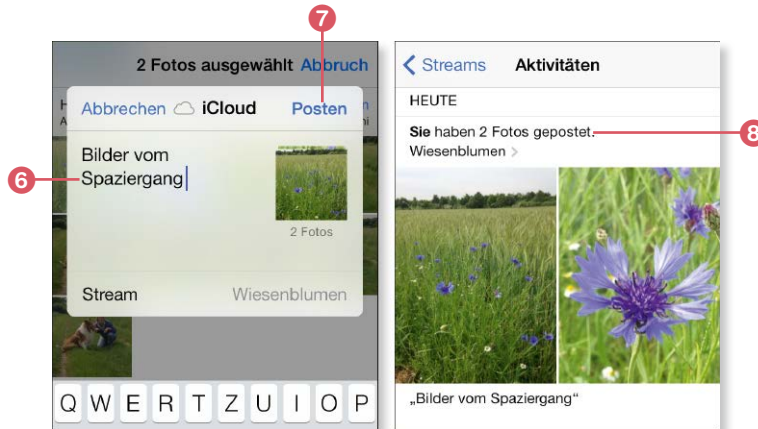 7
2 Fotos ausgewählt Abbruch
Abbrechen iCloud Posten
Bilder vom
6
Spaziergang
2 Fotos
Stream Wiesenblumen
Q W E R T Z U I O P
Streams Aktivitäten
HEUTE
Sie haben 2 Fotos gepostet.
8
Wiesenblumen >
„Bilder vom Spaziergang“